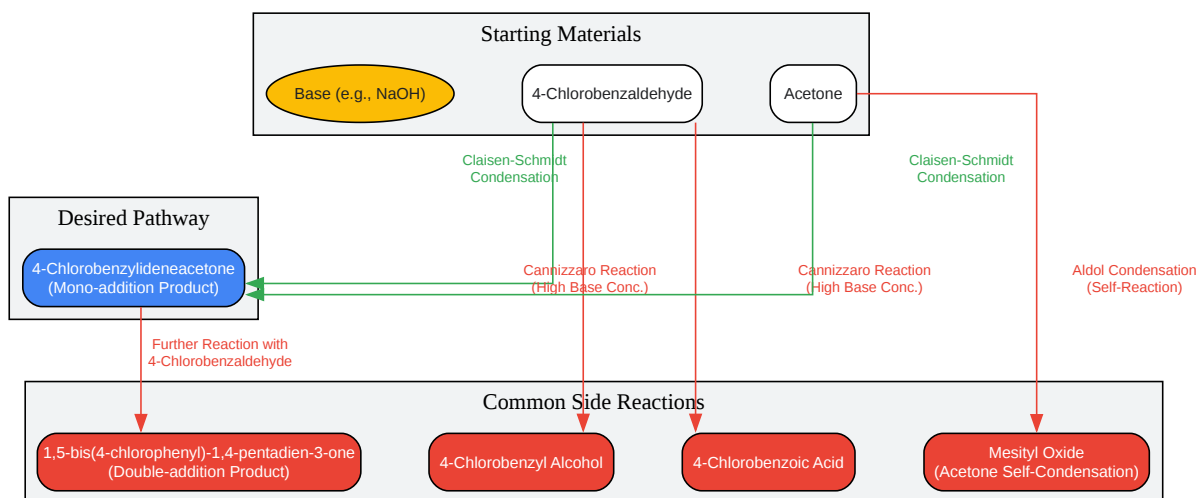 Starting Materials
Base (e.g., NaOH)
4-Chlorobenzaldehyde
Acetone
Claisen-Schmidt
Condensation
Claisen-Schmidt
Condensation
Desired Pathway
4-Chlorobenzylideneacetone
(Mono-addition Product)
Cannizzaro Reaction
(High Base Conc.)
Cannizzaro Reaction
(High Base Conc.)
Aldol Condensation
(Self-Reaction)
Further Reaction with
4-Chlorobenzaldehyde
Common Side Reactions
1,5-bis(4-chlorophenyl)-1,4-pentadien-3-one
(Double-addition Product)
4-Chlorobenzyl Alcohol
4-Chlorobenzoic Acid
Mesityl Oxide
(Acetone Self-Condensation)